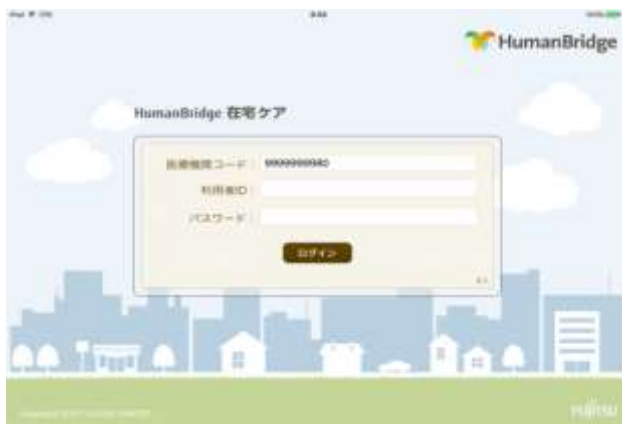 HumanBridge
HumanBridge 在宅ケア
医療機関コード : 9999999980
利用者ID :
パスワード :
ログイン
FUJITSU